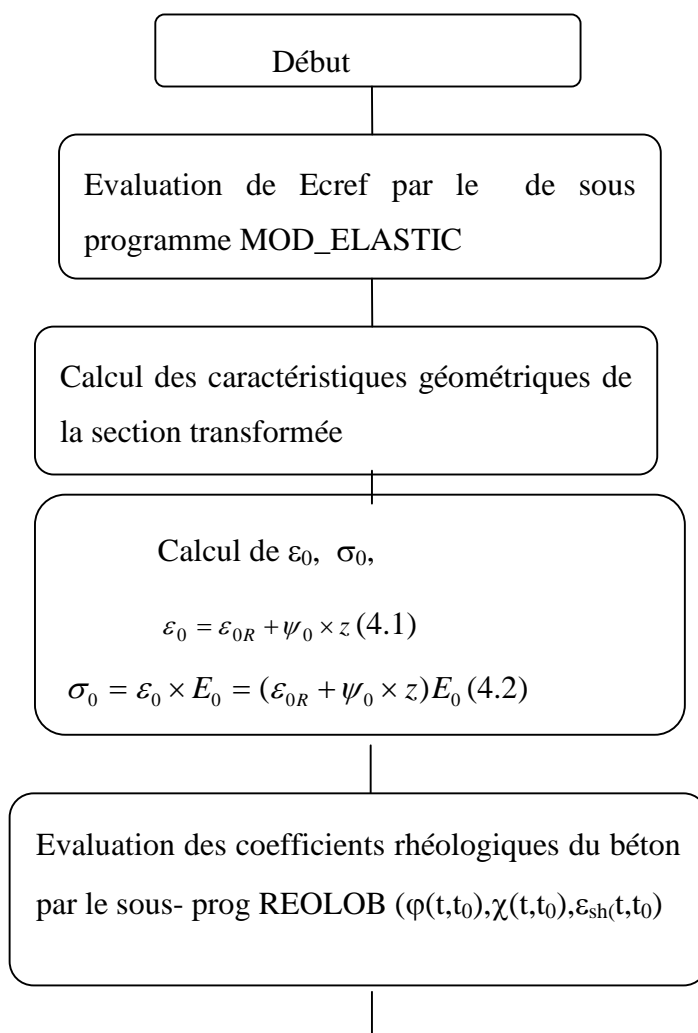 Début
Evaluation de Ecref par le de sous
programme MOD_ELASTIC
Calcul des caractéristiques géométriques de
la section transformée
Calcul de ε₀, σ₀,
ε₀ = ε₀R + ψ₀ × z (4.1)
σ₀ = ε₀ × E₀ = (ε₀R + ψ₀ × z)E₀ (4.2)
Evaluation des coefficients rhéologiques du béton
par le sous- prog REOLOB (φ(t,t₀),χ(t,t₀),εsh(t,t₀)